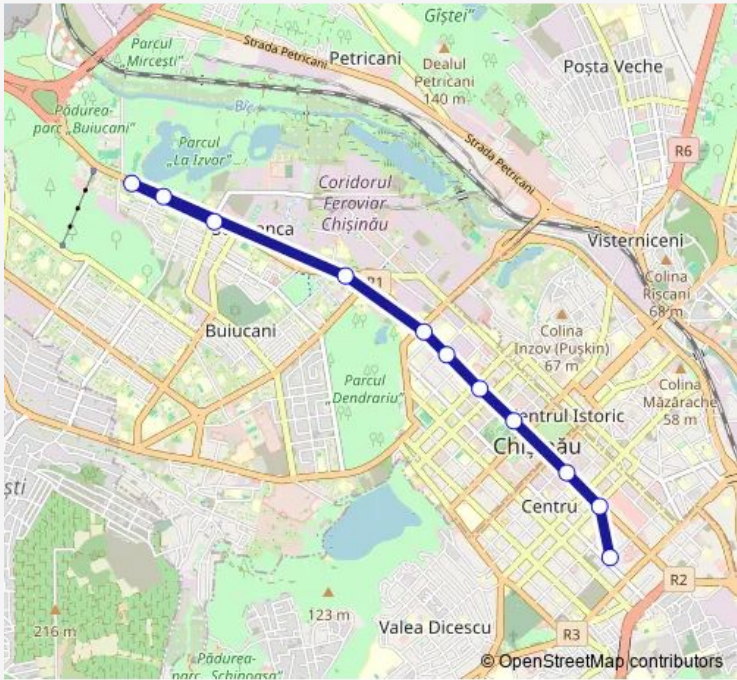 Giștei"
Parcul
„Mircești"
Strada Petricani
Petricani
Dealul
Petricani
140 m
Poșta Veche
Pădurea-
parc „Buiucani"
Bîc
Parcul
„La Izvor"
Strada Petricani
R6
Coridorul
Feroviar
Chișinău
Visterniceni
R1
Colina
Rîșcani
68 m
Buiucani
Colina
Inzov (Pușkin)
67 m
Parcul
„Dendrariu"
Colina
Măzărache
58 m
Centrul Istoric
Chișinău
ști
Centru
R2
123 m
216 m
Valea Dicescu
R3
Pădurea-
parc „Schinoasa"
© OpenStreetMap contributors